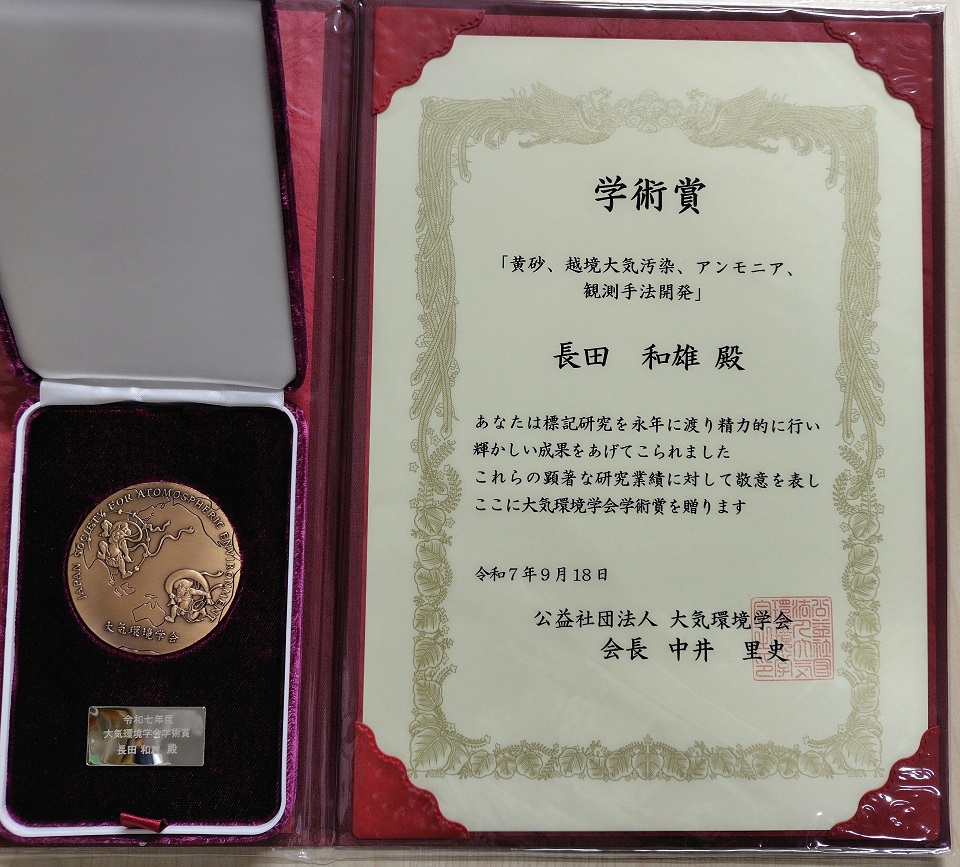 学術賞
「黄砂、越境大気汚染、アンモニア、
観測手法開発」
長田 和雄 殿
あなたは標記研究を永年に渡り精力的に行い
輝かしい成果をあげてこられました
これらの顕著な研究業績に対して敬意を表し
ここに大気環境学会学術賞を贈ります
令和7年9月18日
公益社団法人 大気環境学会
会長 中井 里史
JAPAN SOCIETY FOR ATOMOSPHERIC ENVIRONMENT
大気環境学会
令和七年度
大気環境学会学術賞
長田 和雄 殿